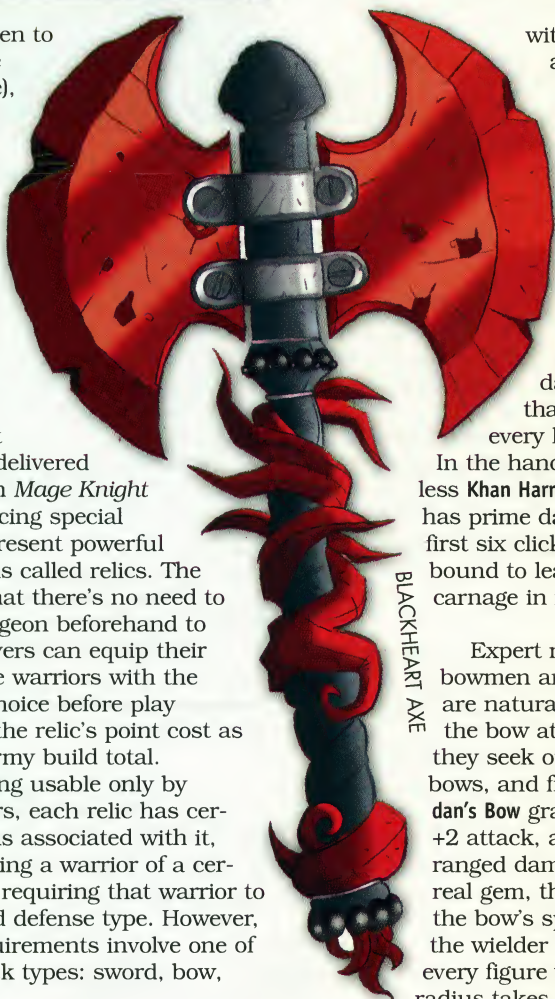 en to
e),
t
delivered
n Mage Knight
cing special
resent powerful
s called relics. The
hat there's no need to
geon beforehand to
yers can equip their
e warriors with the
hoice before play
the relic's point cost as
rmy build total.
ng usable only by
rs, each relic has cer-
s associated with it,
ing a warrior of a cer-
requiring that warrior to
d defense type. However,
uirements involve one of
k types: sword, bow,
BLACKHEART AXE
wit
a
da
tha
every
In the hand
less Khan Harr
has prime da
first six click
bound to lea
carnage in
Expert
bowmen a
are natura
the bow at
they seek o
bows, and f
dan's Bow gra
+2 attack, a
ranged dam
real gem, th
the bow's s
the wielder
every figure
radius takes